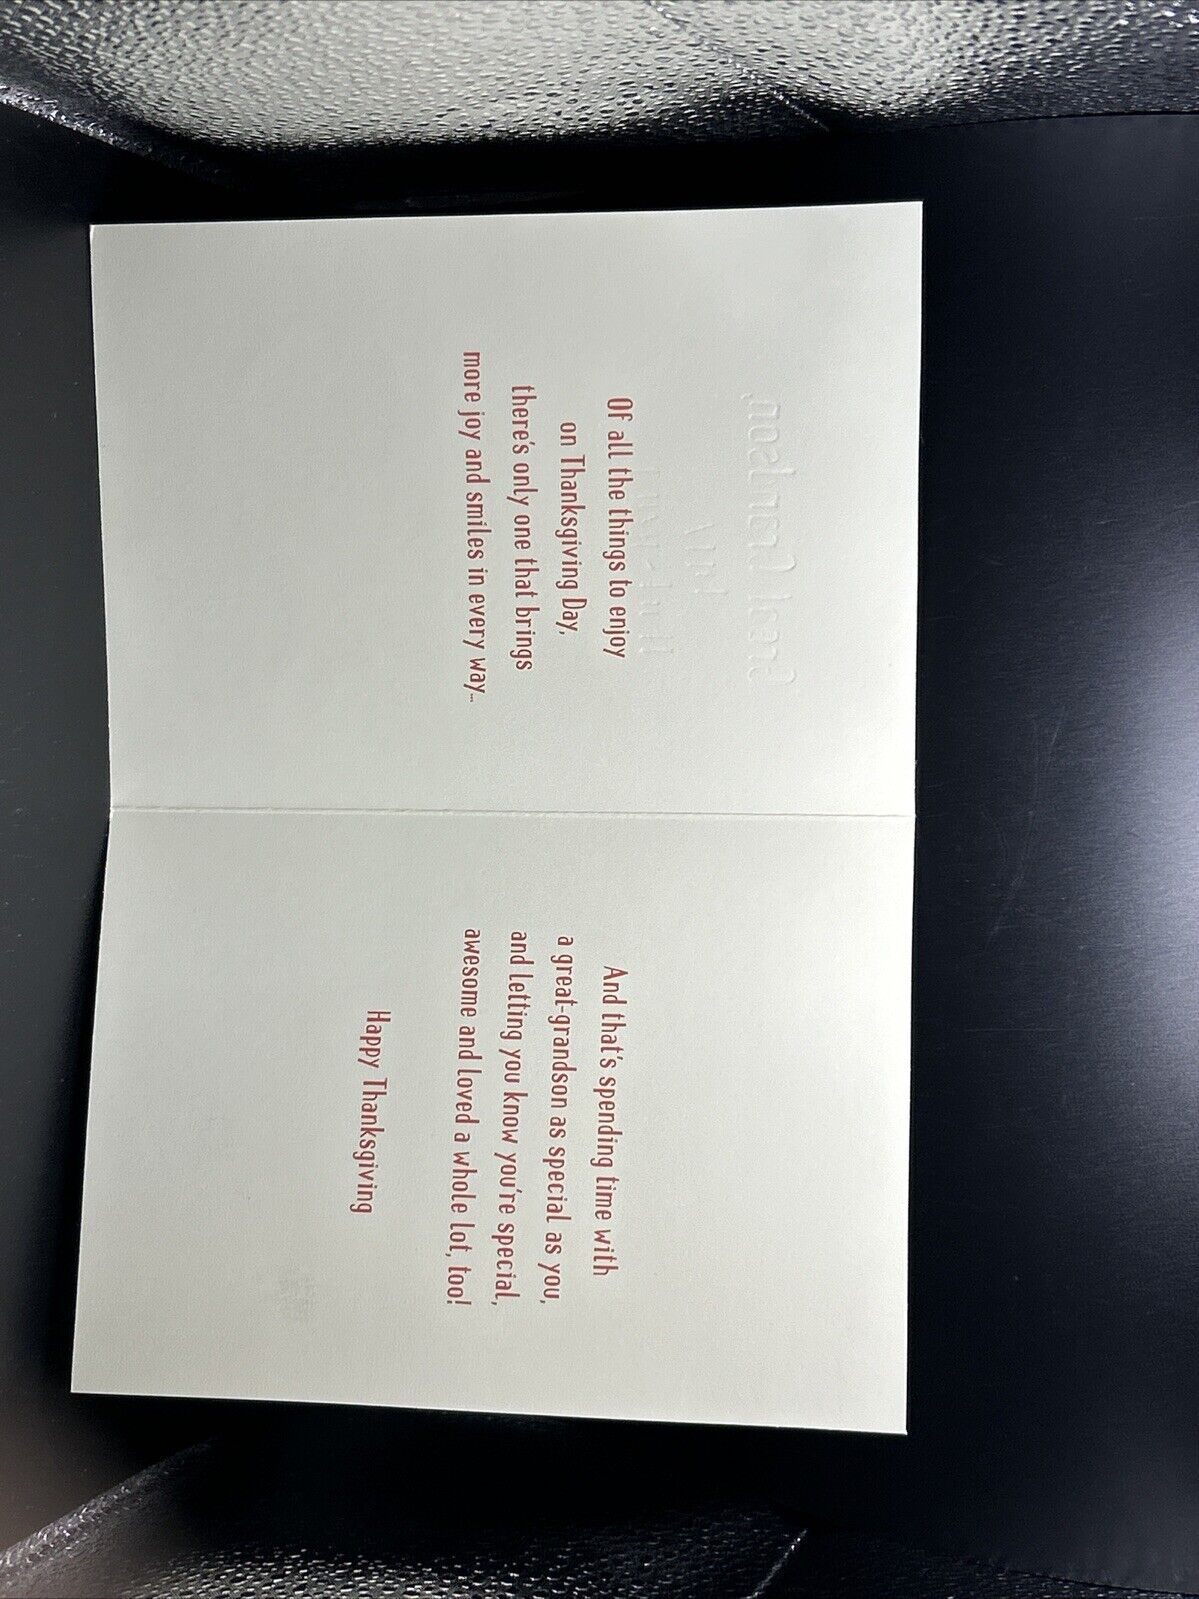 Of all the things to enjoy
on Thanksgiving Day,
there's only one that brings
more joy and smiles in every way...
And that's spending time with
a great-grandson as special as you,
and letting you know you're special,
awesome and loved a whole lot, too!
Happy Thanksgiving